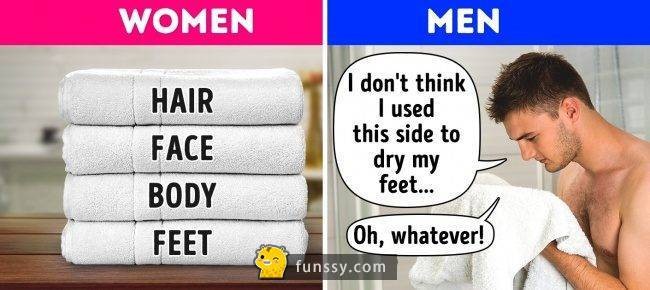 WOMEN
HAIR
FACE
BODY
FEET
MEN
I don't think
I used
this side to
dry my
feet...
Oh, whatever!
funssy.com